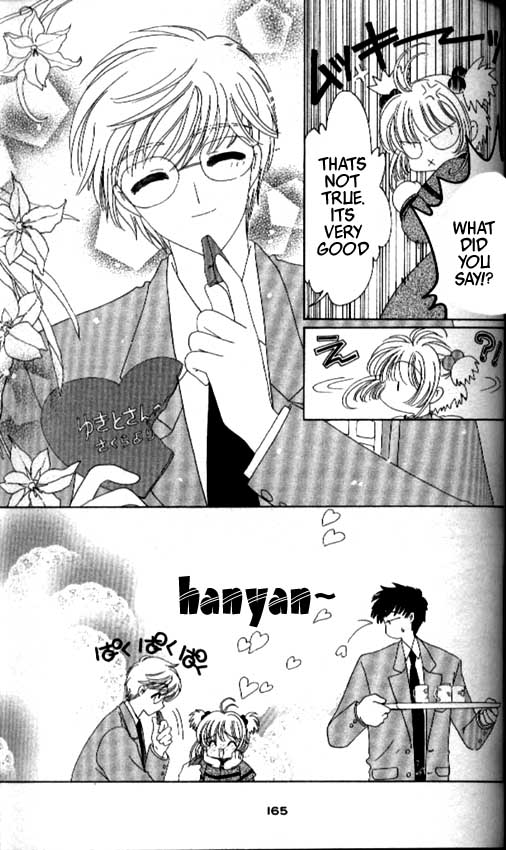 ムッキーッ
WHAT
DID
YOU
SAY!?
THATS
NOT
TRUE.
ITS
VERY
GOOD
?!
え
ゆきとさんへ
さくらより
hanyan~
ぱくぱくぱく
165